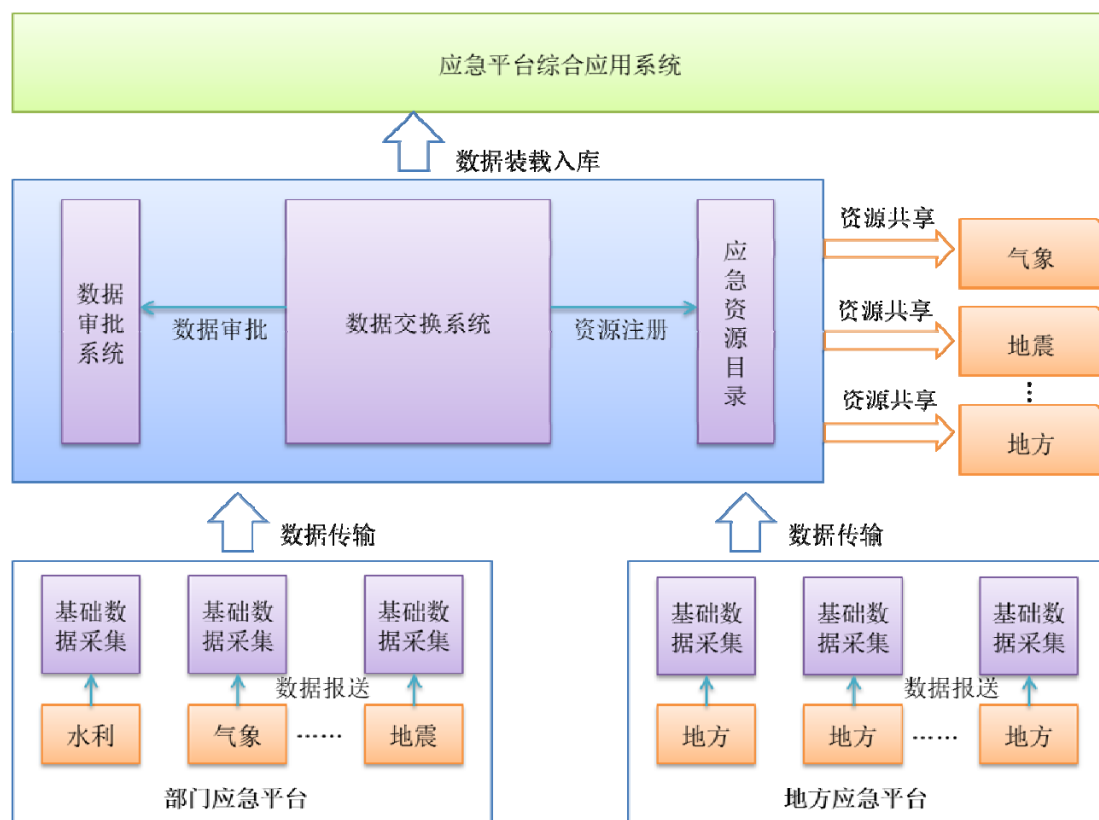 应急平台综合应用系统
数据装载入库
数据
审批
系统
数据审批
数据交换系统
资源注册
应
急
资
源
目
录
资源共享
气象
资源共享
地震
⋮
资源共享
地方
数据传输
数据传输
基础数
据采集
基础数
据采集
基础数
据采集
数据报送
水利
气象
……
地震
部门应急平台
基础数
据采集
基础数
据采集
基础数
据采集
数据报送
地方
地方
……
地方
地方应急平台